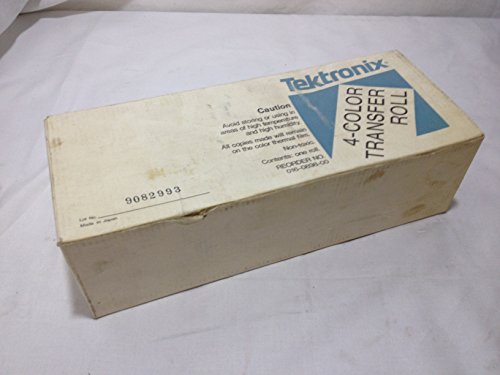 Tektronix®
4-COLOR
TRANSFER
ROLL
Caution
Avoid storing or using in
areas of high temperature
and high humidity.
All copies made will remain
on the color thermal film.
Non-toxic.
Contents: one roll.
REORDER NO.
016-0898-00
Lot No. 9082993
Made in Japan